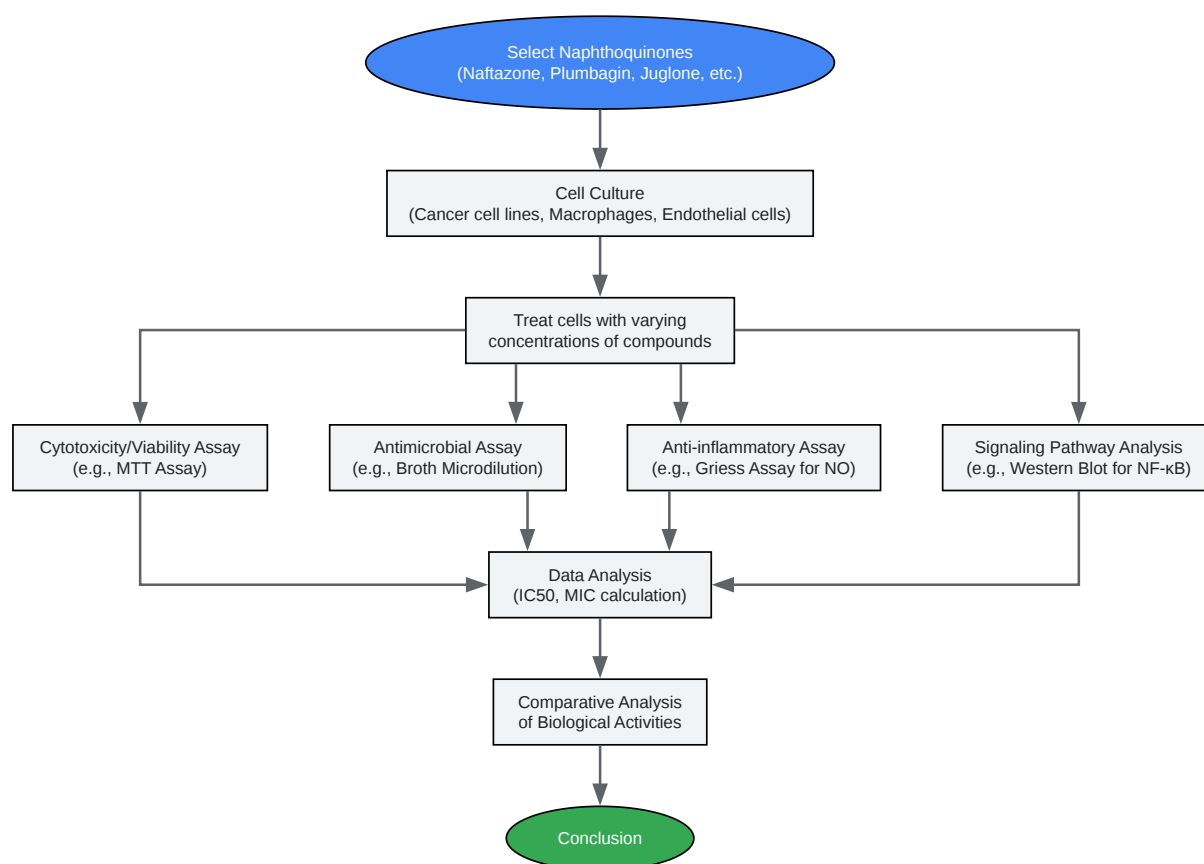 Select Naphthoquinones
(Naftazone, Plumbagin, Juglone, etc.)
Cell Culture
(Cancer cell lines, Macrophages, Endothelial cells)
Treat cells with varying
concentrations of compounds
Cytotoxicity/Viability Assay
(e.g., MTT Assay)
Antimicrobial Assay
(e.g., Broth Microdilution)
Anti-inflammatory Assay
(e.g., Griess Assay for NO)
Signaling Pathway Analysis
(e.g., Western Blot for NF-κB)
Data Analysis
(IC50, MIC calculation)
Comparative Analysis
of Biological Activities
Conclusion